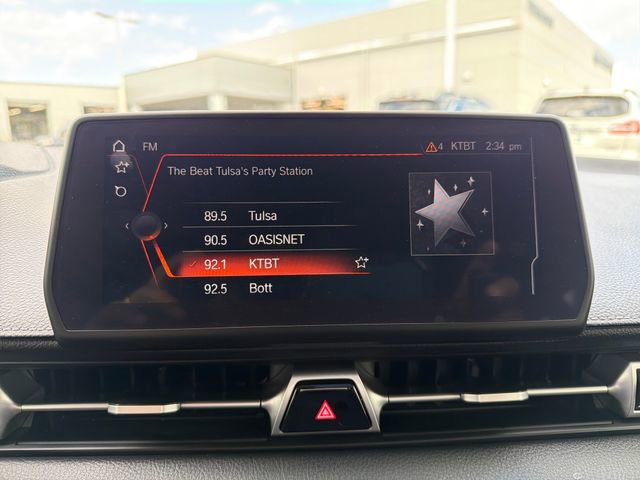 FM
4 KTBT 2:34 pm
The Beat Tulsa's Party Station
89.5 Tulsa
90.5 OASISNET
92.1 KTBT
92.5 Bott